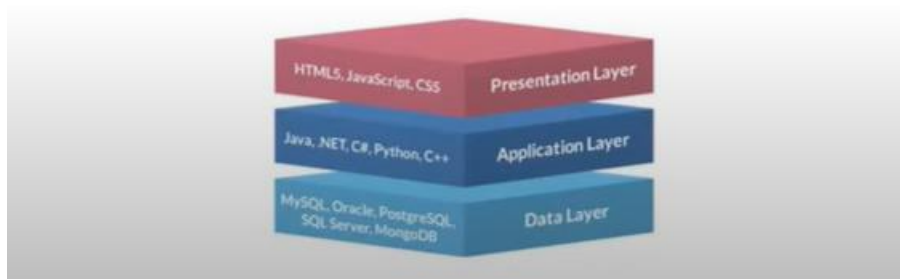 HTML5, JavaScript, CSS
Presentation Layer
Java, .NET, C#, Python, C++
Application Layer
MySQL, Oracle, PostgreSQL,
SQL Server, MongoDB
Data Layer